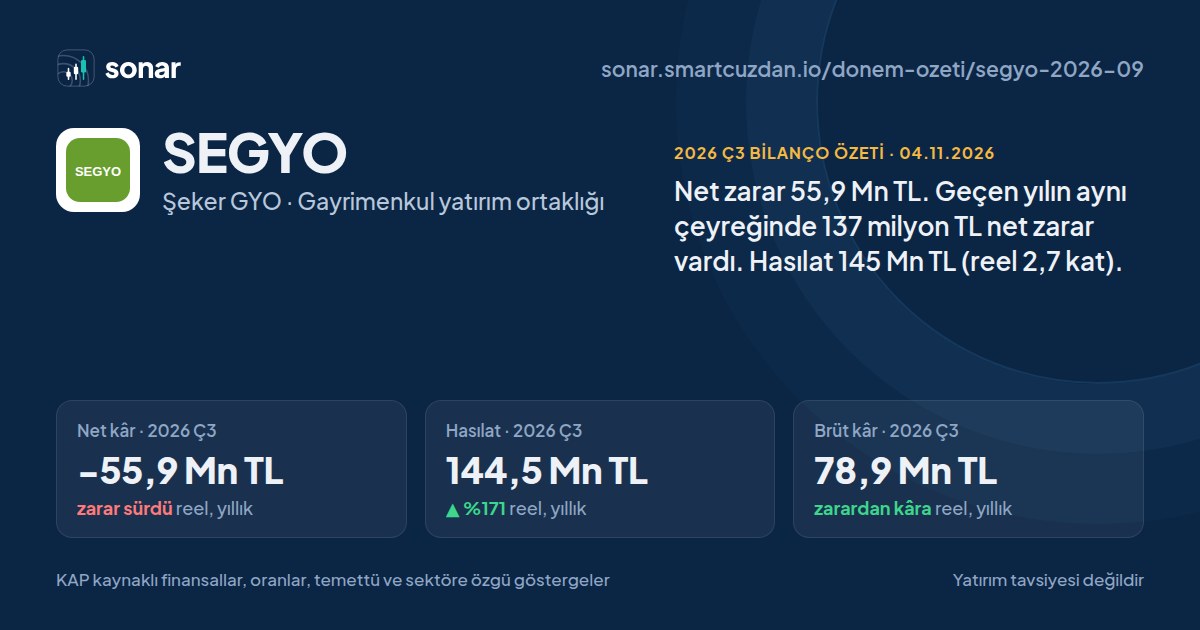 sonar
sonar.smartcuzdan.io/donem-ozeti/segyo-2026-09
SEGYO
SEGYO
Şeker GYO · Gayrimenkul yatırım ortaklığı
2026 Ç3 BİLANÇO ÖZETİ · 04.11.2026
Net zarar 55,9 Mn TL. Geçen yılın aynı
çeyreğinde 137 milyon TL net zarar
vardı. Hasılat 145 Mn TL (reel 2,7 kat).
Net kâr · 2026 Ç3
−55,9 Mn TL
zarar sürdü reel, yıllık
Hasılat · 2026 Ç3
144,5 Mn TL
▲ %171 reel, yıllık
Brüt kâr · 2026 Ç3
78,9 Mn TL
zarardan kâra reel, yıllık
KAP kaynaklı finansallar, oranlar, temettü ve sektöre özgü göstergeler
Yatırım tavsiyesi değildir